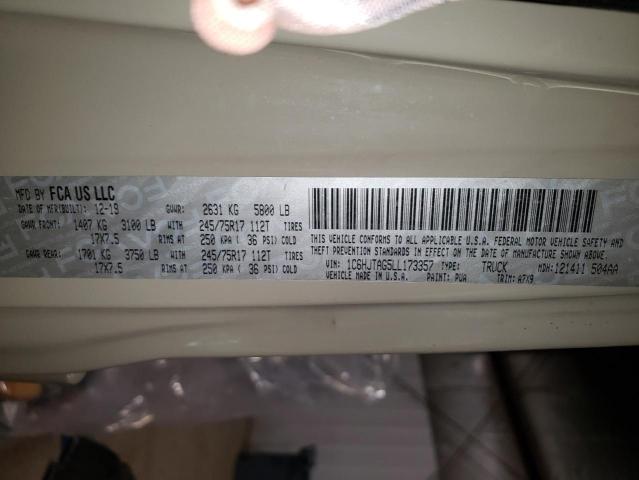 MFD BY FCA US LLC
DATE OF MFR(BUILT): 12-19 GVWR: 2631 KG 5800 LB
GAWR FRONT: 1407 KG 3100 LB 245/75R17 112T TIRES
17X7.5 RIMS AT 250 KPA ( 36 PSI) COLD
GAWR REAR: 1701 KG 3750 LB 245/75R17 112T TIRES
17X7.5 RIMS AT 250 KPA ( 36 PSI) COLD
THIS VEHICLE CONFORMS TO ALL APPLICABLE U.S.A. FEDERAL MOTOR VEHICLE SAFETY AND
THEFT PREVENTION STANDARDS IN EFFECT ON THE DATE OF MANUFACTURE SHOWN ABOVE.
VIN: 1C6HJTAG5LL173357 TYPE: TRUCK MDH: 121411 504AA
VEHICLE MADE IN U.S.A. PAINT: PUA TRIM: A7X9